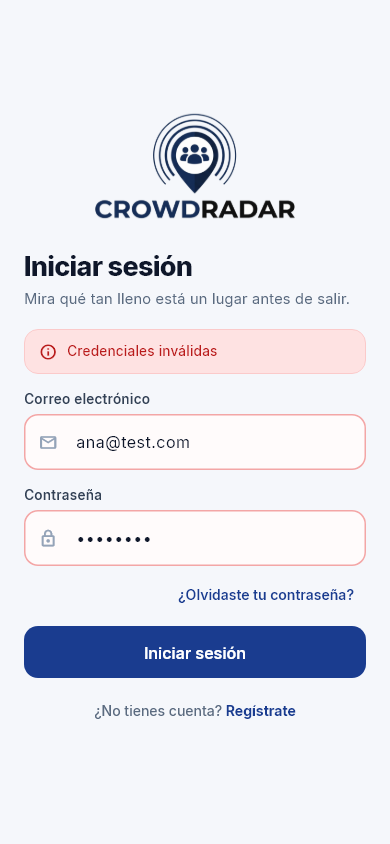 CROWDRADAR
Iniciar sesión
Mira qué tan lleno está un lugar antes de salir.
Credenciales inválidas
Correo electrónico
ana@test.com
Contraseña
••••••••
¿Olvidaste tu contraseña?
Iniciar sesión
¿No tienes cuenta? Regístrate